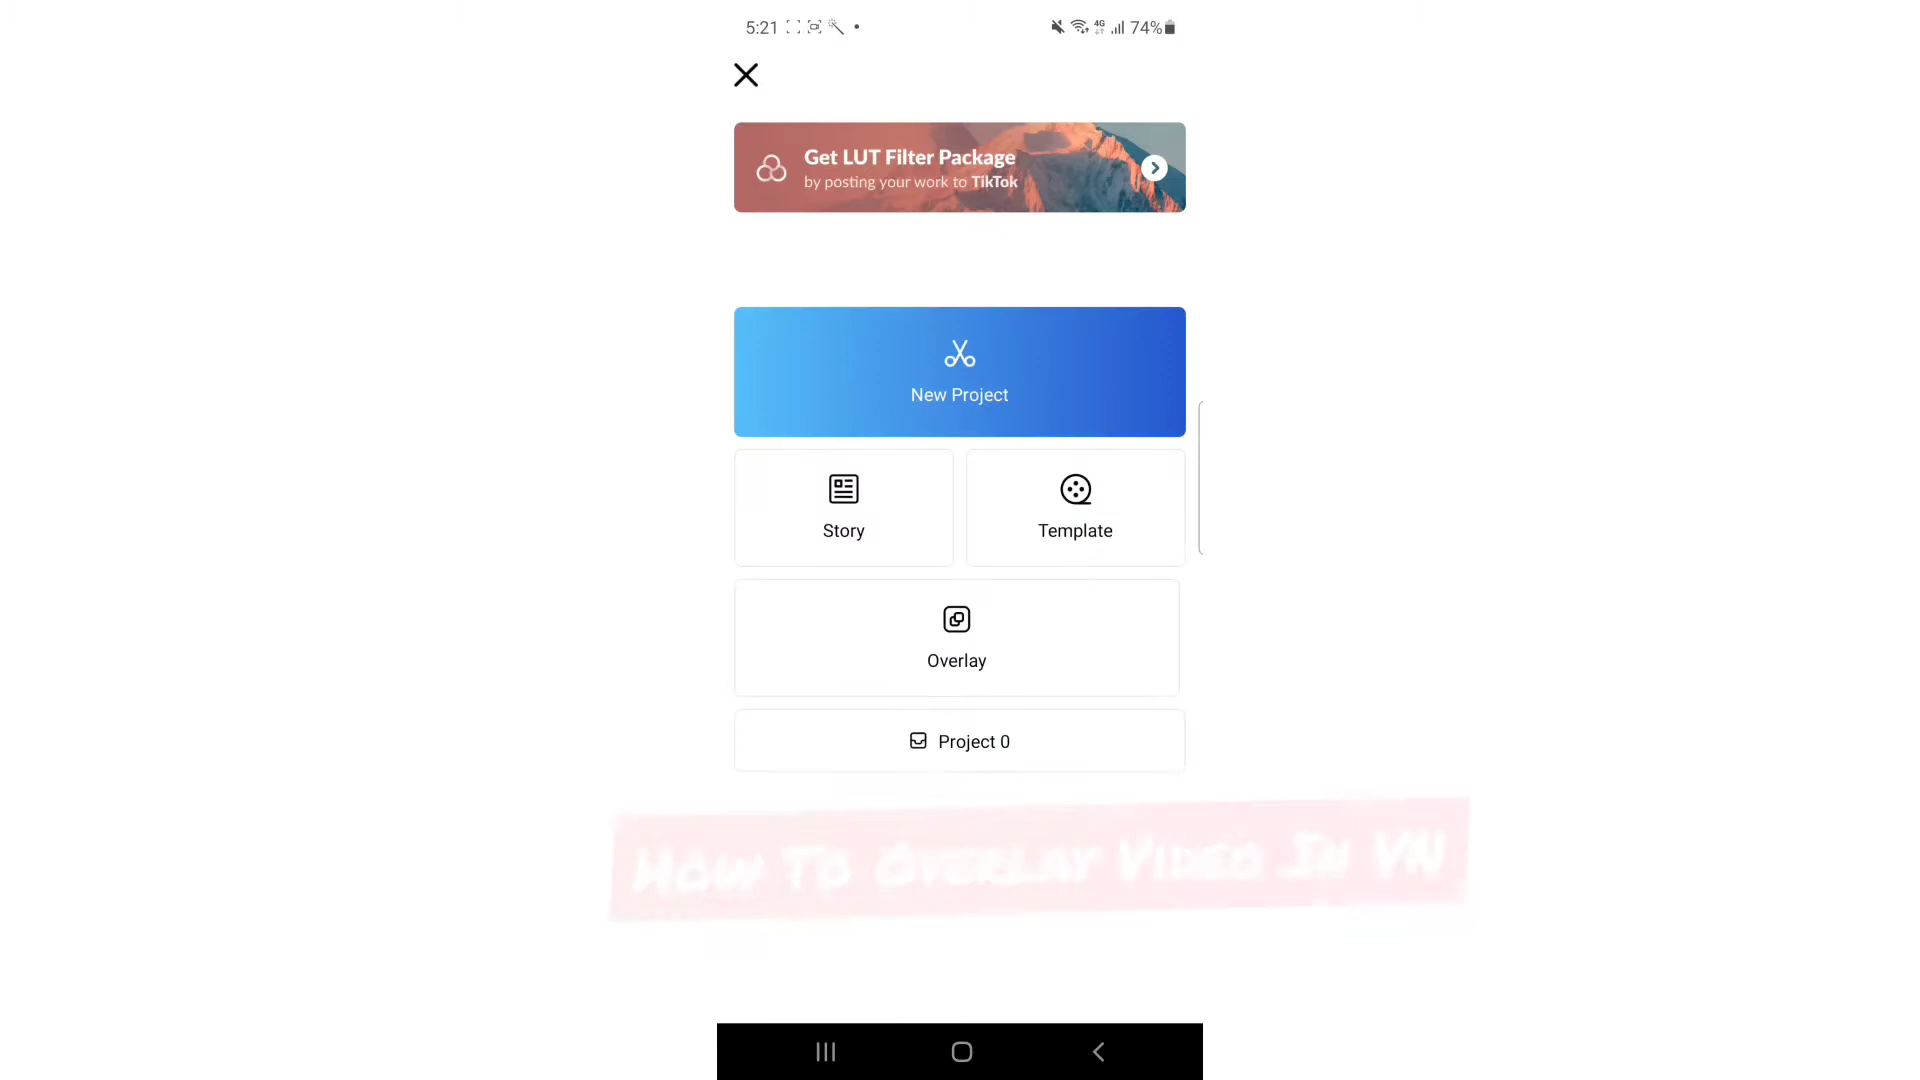 5:21
4G
74%
Get LUT Filter Package
by posting your work to TikTok
New Project
Story
Template
Overlay
Project 0
How To Overlay Video In VN